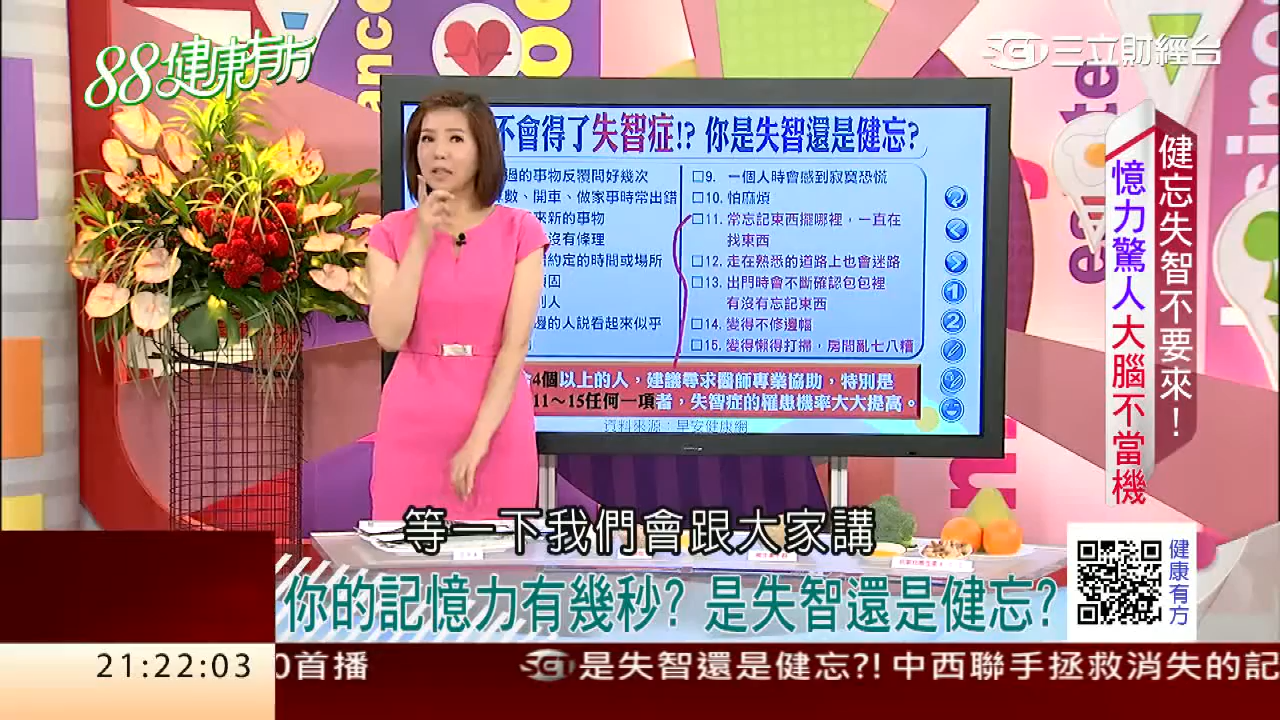 88健康有方
SET三立財經台
不會得了失智症!? 你是失智還是健忘?
過的事物反覆問好幾次
數、開車、做家事時常出錯
來新的事物
沒有條理
約定的時間或場所
固
別人
邊的人說看起來似乎
□9. 一個人時會感到寂寞恐慌
□10. 怕麻煩
□11. 常忘記東西擺哪裡，一直在
找東西
□12. 走在熟悉的道路上也會迷路
□13. 出門時會不斷確認包包裡
有沒有忘記東西
□14. 變得不修邊幅
□15. 變得懶得打掃，房間亂七八糟
4個以上的人，建議尋求醫師專業協助，特別是
11～15任何一項者，失智症的罹患機率大大提高。
資料來源：早安健康網
健忘失智不要來！
憶力驚人大腦不當機
等一下我們會跟大家講
你的記憶力有幾秒? 是失智還是健忘?
健康有方
21:22:03
0首播
SET是失智還是健忘?! 中西聯手拯救消失的記